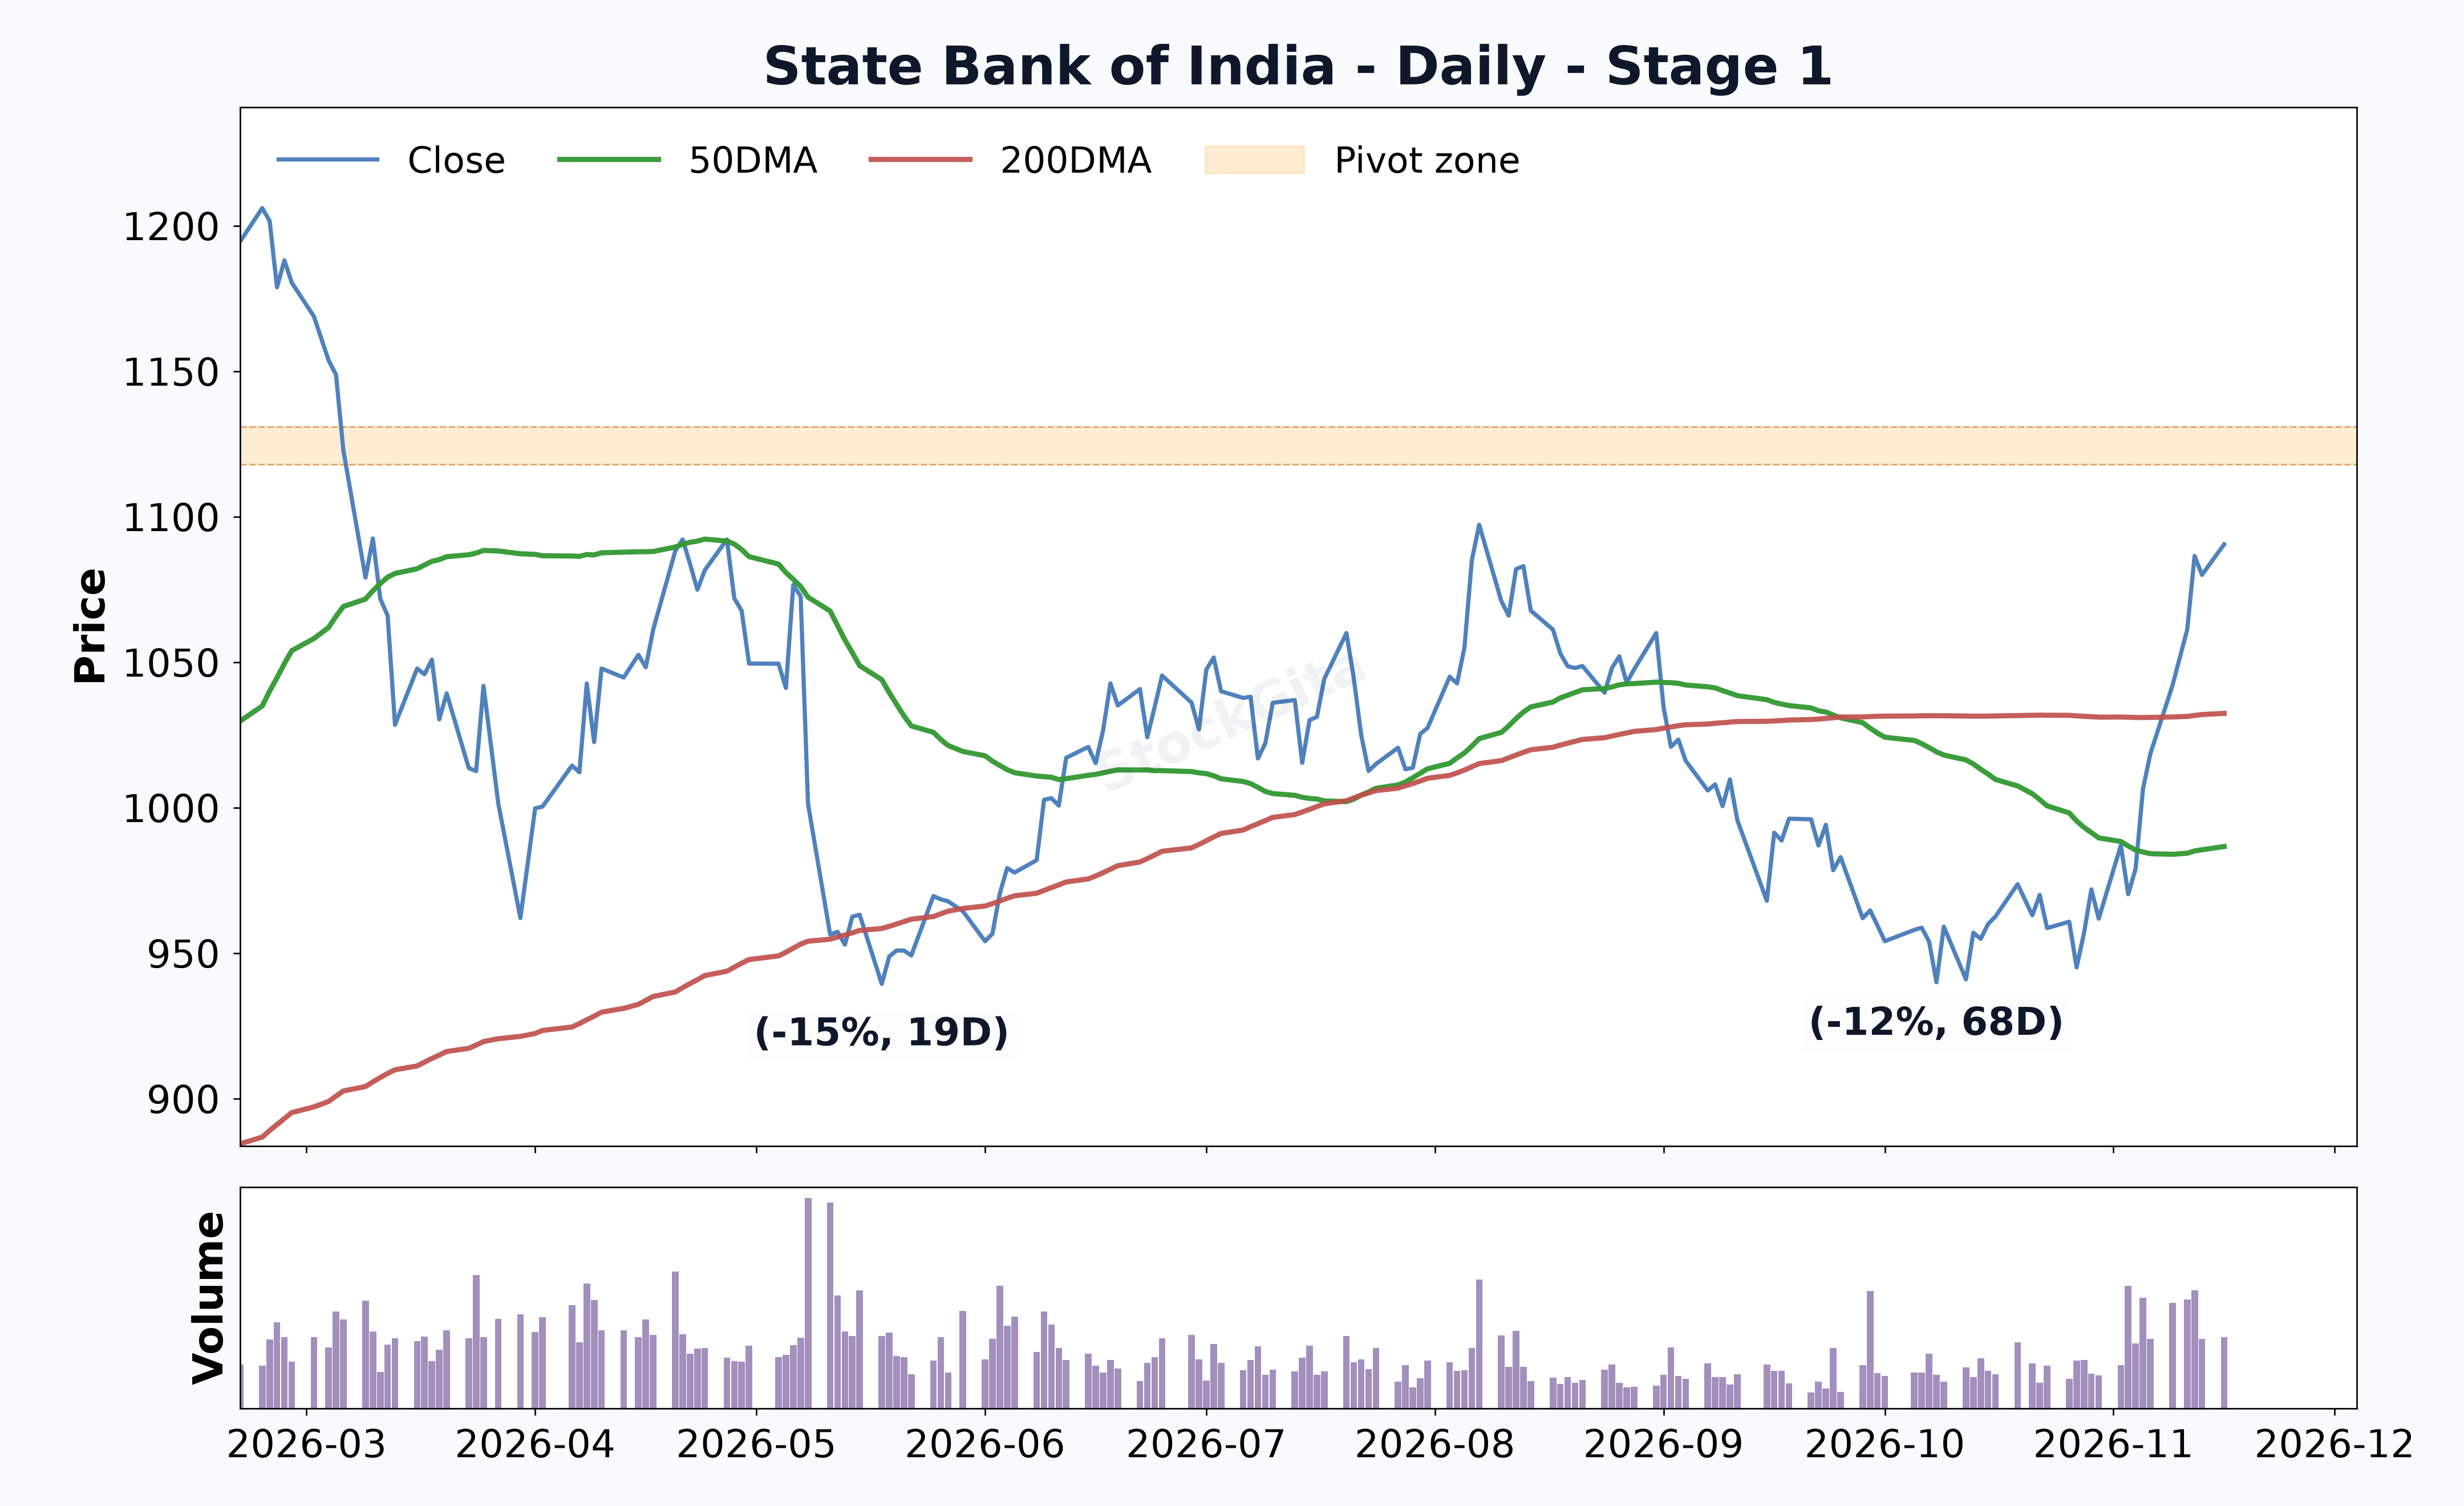 State Bank of India - Daily - Stage 1
Close 50DMA 200DMA Pivot zone
1200
1150
1100
1050
1000
950
900
Price
StockGita
(-15%, 19D)
(-12%, 68D)
Volume
2026-03 2026-04 2026-05 2026-06 2026-07 2026-08 2026-09 2026-10 2026-11 2026-12